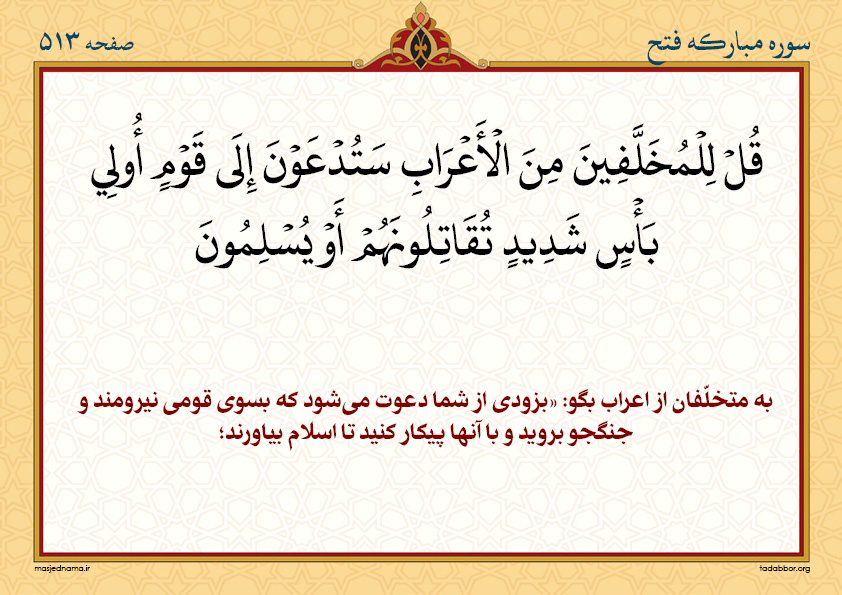 سوره مبارکه فتح
صفحه ۵۱۳
قُلْ لِلْمُخَلَّفِينَ مِنَ الْأَعْرَابِ سَتُدْعَوْنَ إِلَى قَوْمٍ أُولِي
بَأْسٍ شَدِيدٍ تُقَاتِلُونَهُمْ أَوْ يُسْلِمُونَ
به متخلّفان از اعراب بگو: «بزودی از شما دعوت می‌شود که بسوی قومی نیرومند و
جنگجو بروید و با آنها پیکار کنید تا اسلام بیاورند؛
masjednama.ir
tadabbor.org